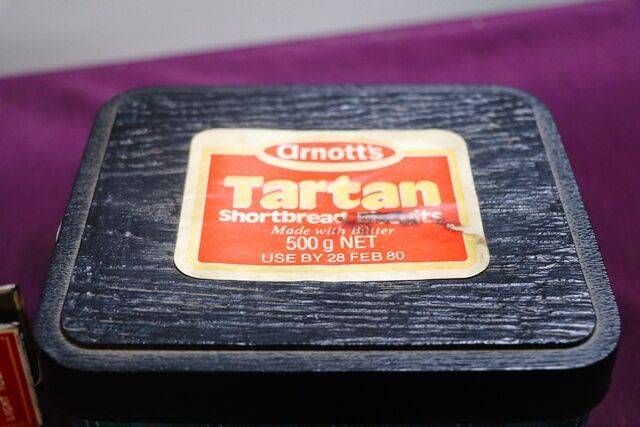 arnott's
Tartan
Shortbread Biscuits
Made with Butter
500 g NET
USE BY 28 FEB 80